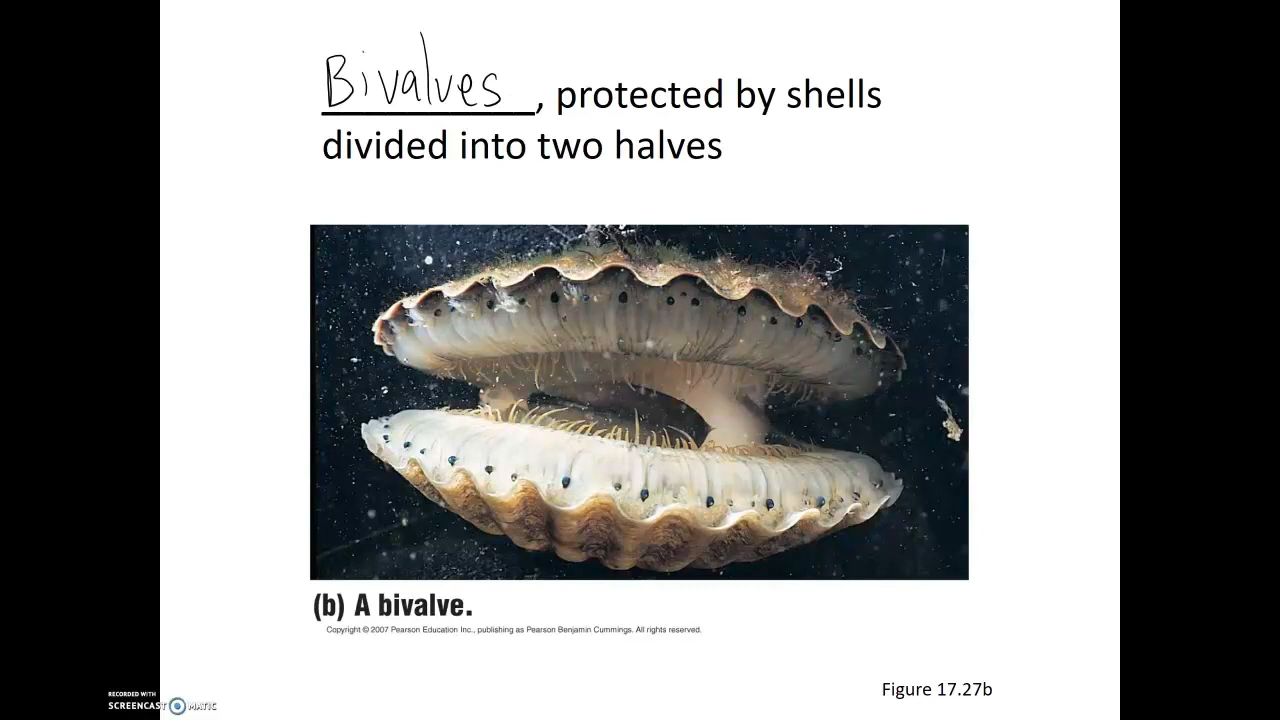 Bivalves, protected by shells
divided into two halves
(b) A bivalve.
Copyright © 2007 Pearson Education Inc., publishing as Pearson Benjamin Cummings. All rights reserved.
Figure 17.27b
RECORDED WITH
SCREENCAST MATIC